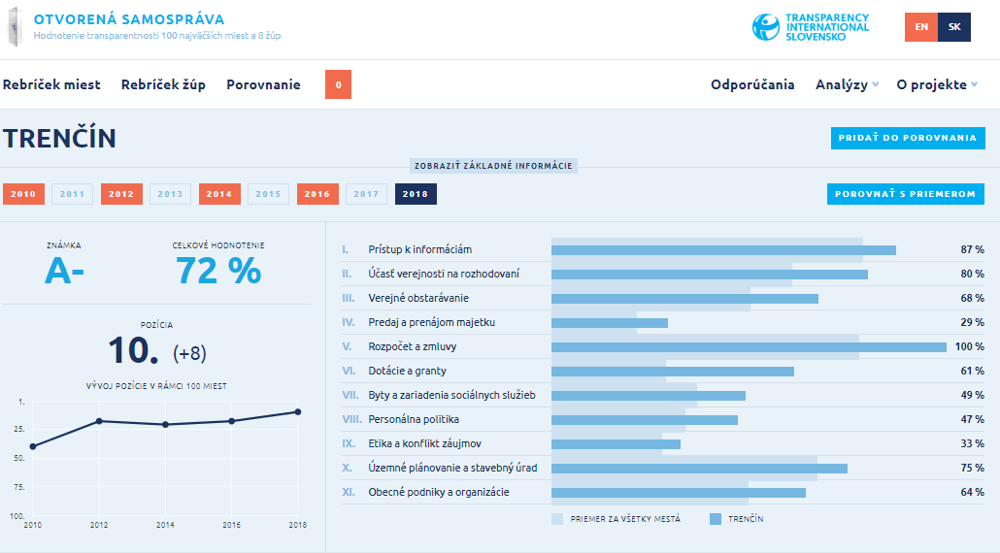 OTVORENÁ SAMOSPRÁVA
Hodnotenie transparentnosti 100 najväčších miest a 8 žúp
TRANSPARENCY
INTERNATIONAL
SLOVENSKO
EN SK
Rebríček miest Rebríček žúp Porovnanie 0 Odporúčania Analýzy O projekte
TRENČÍN
PRIDAŤ DO POROVNANIA
ZOBRAZIŤ ZÁKLADNÉ INFORMÁCIE
2010 2011 2012 2013 2014 2015 2016 2017 2018
POROVNAŤ S PRIEMEROM
ZNÁMKA
A-
CELKOVÉ HODNOTENIE
72 %
POZÍCIA
10. (+8)
VÝVOJ POZÍCIE V RÁMCI 100 MIEST
1.
25.
50.
75.
100.
2010 2012 2014 2016 2018
I. Prístup k informáciám 87 %
II. Účasť verejnosti na rozhodovaní 80 %
III. Verejné obstarávanie 68 %
IV. Predaj a prenájom majetku 29 %
V. Rozpočet a zmluvy 100 %
VI. Dotácie a granty 61 %
VII. Byty a zariadenia sociálnych služieb 49 %
VIII. Personálna politika 47 %
IX. Etika a konflikt záujmov 33 %
X. Územné plánovanie a stavebný úrad 75 %
XI. Obecné podniky a organizácie 64 %
PRIEMER ZA VŠETKY MESTÁ TRENČÍN